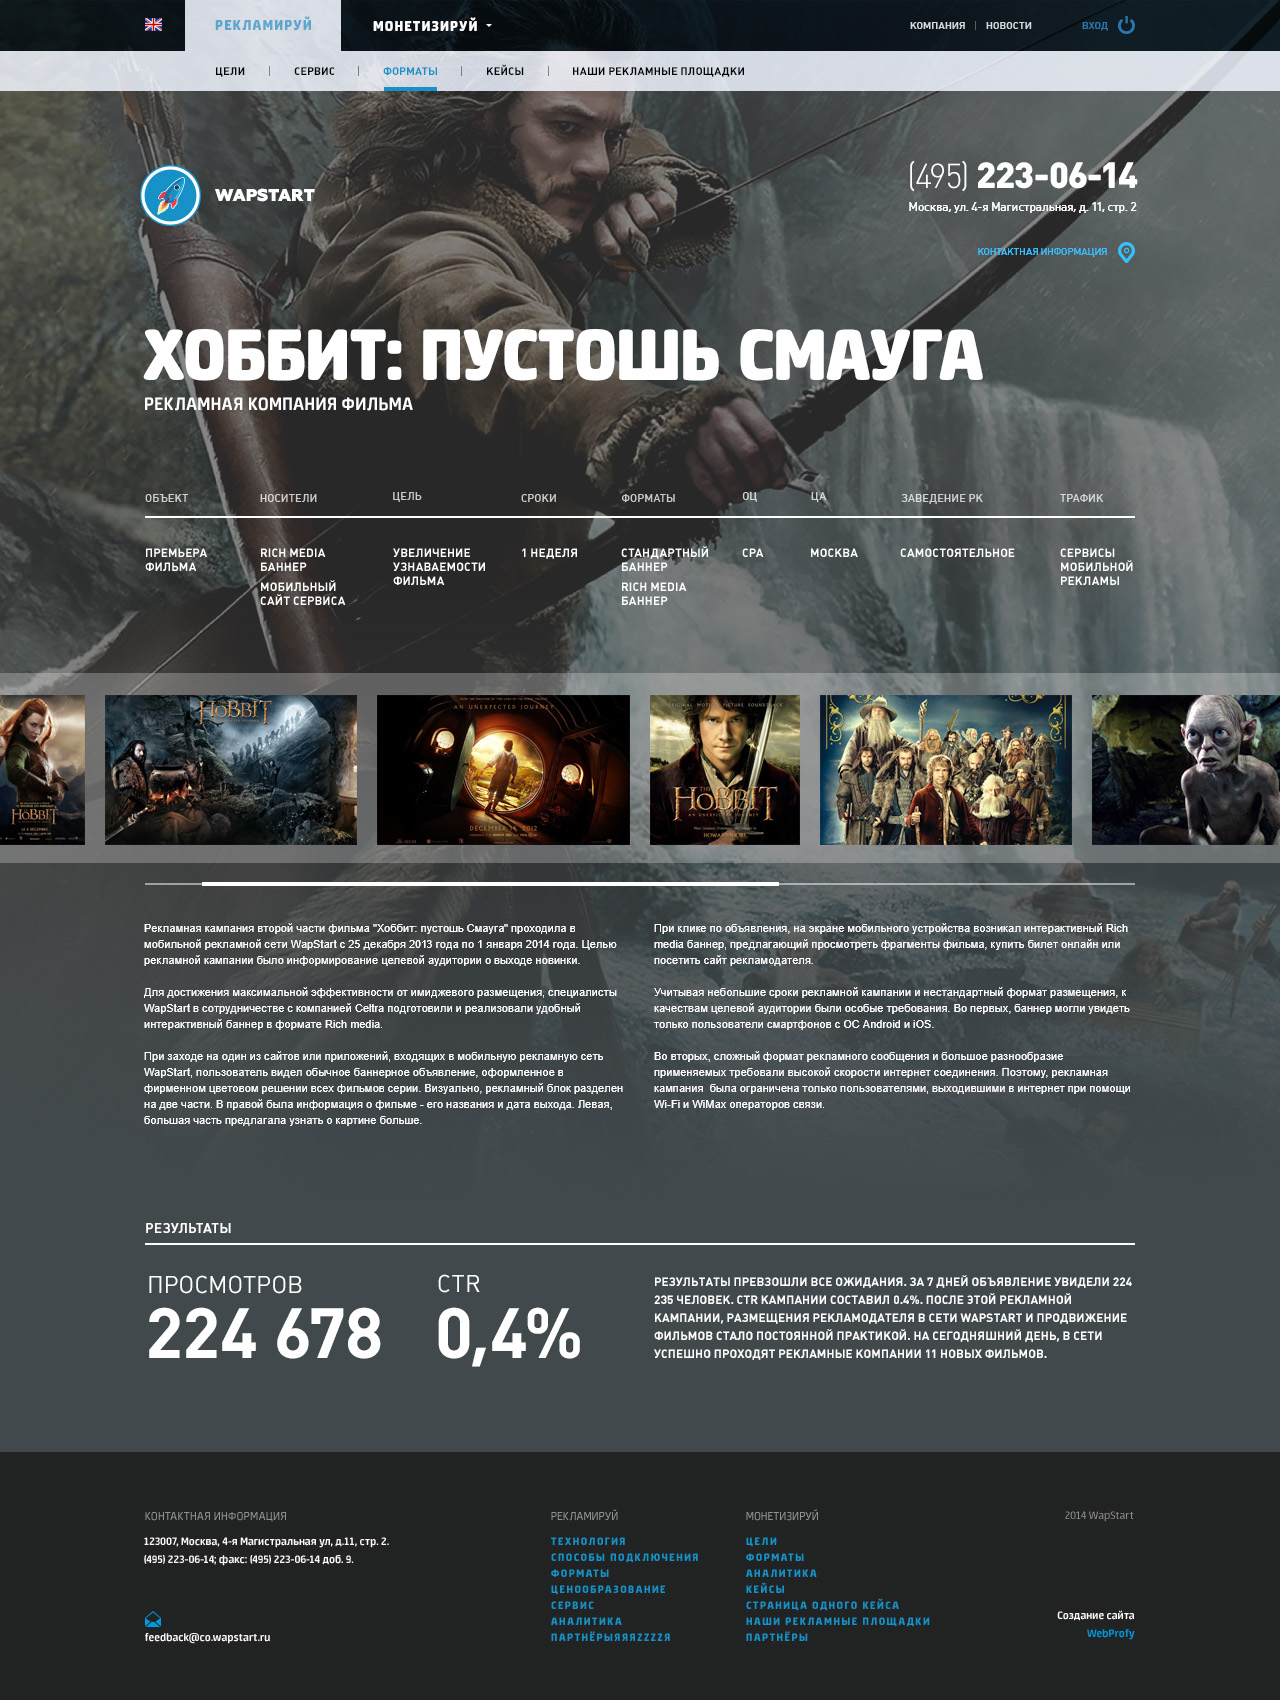 РЕКЛАМИРУЙ
МОНЕТИЗИРУЙ
КОМПАНИЯ
НОВОСТИ
ВХОД
ЦЕЛИ
СЕРВИС
ФОРМАТЫ
КЕЙСЫ
НАШИ РЕКЛАМНЫЕ ПЛОЩАДКИ
WAPSTART
(495) 223-06-14
Москва, ул. 4-я Магистральная, д. 11, стр. 2
КОНТАКТНАЯ ИНФОРМАЦИЯ
ХОББИТ: ПУСТОШЬ СМАУГА
РЕКЛАМНАЯ КОМПАНИЯ ФИЛЬМА
ОБЪЕКТ
НОСИТЕЛИ
ЦЕЛЬ
СРОКИ
ФОРМАТЫ
ОЦ
ЦА
ЗАВЕДЕНИЕ РК
ТРАФИК
ПРЕМЬЕРА
ФИЛЬМА
RICH MEDIA
БАННЕР
МОБИЛЬНЫЙ
САЙТ СЕРВИСА
УВЕЛИЧЕНИЕ
УЗНАВАЕМОСТИ
ФИЛЬМА
1 НЕДЕЛЯ
СТАНДАРТНЫЙ
БАННЕР
RICH MEDIA
БАННЕР
CPA
МОСКВА
САМОСТОЯТЕЛЬНОЕ
СЕРВИСЫ
МОБИЛЬНОЙ
РЕКЛАМЫ
HOBBIT
HOBBIT
AN UNEXPECTED JOURNEY
DECEMBER 14, 2012
ORIGINAL MOTION PICTURE SOUNDTRACK
THE
HOBBIT
AN UNEXPECTED JOURNEY
Рекламная кампания второй части фильма "Хоббит: пустошь Смауга" проходила в
мобильной рекламной сети WapStart с 25 декабря 2013 года по 1 января 2014 года. Целью
рекламной кампании было информирование целевой аудитории о выходе новинки.
Для достижения максимальной эффективности от имиджевого размещения, специалисты
WapStart в сотрудничестве с компанией Celtra подготовили и реализовали удобный
интерактивный баннер в формате Rich media.
При заходе на один из сайтов или приложений, входящих в мобильную рекламную сеть
WapStart, пользователь видел обычное баннерное объявление, оформленное в
фирменном цветовом решении всех фильмов серии. Визуально, рекламный блок разделен
на две части. В правой была информация о фильме - его названия и дата выхода. Левая,
большая часть предлагала узнать о картине больше.
При клике по объявления, на экране мобильного устройства возникал интерактивный Rich
media баннер, предлагающий просмотреть фрагменты фильма, купить билет онлайн или
посетить сайт рекламодателя.
Учитывая небольшие сроки рекламной кампании и нестандартный формат размещения, к
качествам целевой аудитории были особые требования. Во первых, баннер могли увидеть
только пользователи смартфонов с ОС Android и iOS.
Во вторых, сложный формат рекламного сообщения и большое разнообразие
применяемых требовали высокой скорости интернет соединения. Поэтому, рекламная
кампания  была ограничена только пользователями, выходившими в интернет при помощи
Wi-Fi и WiMax операторов связи.
РЕЗУЛЬТАТЫ
ПРОСМОТРОВ
224 678
CTR
0,4%
РЕЗУЛЬТАТЫ ПРЕВЗОШЛИ ВСЕ ОЖИДАНИЯ. ЗА 7 ДНЕЙ ОБЪЯВЛЕНИЕ УВИДЕЛИ 224
235 ЧЕЛОВЕК. CTR КАМПАНИИ СОСТАВИЛ 0.4%. ПОСЛЕ ЭТОЙ РЕКЛАМНОЙ
КАМПАНИИ, РАЗМЕЩЕНИЯ РЕКЛАМОДАТЕЛЯ В СЕТИ WAPSTART И ПРОДВИЖЕНИЕ
ФИЛЬМОВ СТАЛО ПОСТОЯННОЙ ПРАКТИКОЙ. НА СЕГОДНЯШНИЙ ДЕНЬ, В СЕТИ
УСПЕШНО ПРОХОДЯТ РЕКЛАМНЫЕ КОМПАНИИ 11 НОВЫХ ФИЛЬМОВ.
КОНТАКТНАЯ ИНФОРМАЦИЯ
123007, Москва, 4-я Магистральная ул, д.11, стр. 2.
(495) 223-06-14; факс: (495) 223-06-14 доб. 9.
feedback@co.wapstart.ru
РЕКЛАМИРУЙ
ТЕХНОЛОГИЯ
СПОСОБЫ ПОДКЛЮЧЕНИЯ
ФОРМАТЫ
ЦЕНООБРАЗОВАНИЕ
СЕРВИС
АНАЛИТИКА
ПАРТНЁРЫЯЯЯZZZZЯ
МОНЕТИЗИРУЙ
ЦЕЛИ
ФОРМАТЫ
АНАЛИТИКА
КЕЙСЫ
СТРАНИЦА ОДНОГО КЕЙСА
НАШИ РЕКЛАМНЫЕ ПЛОЩАДКИ
ПАРТНЁРЫ
2014 WapStart
Создание сайта
WebProfy